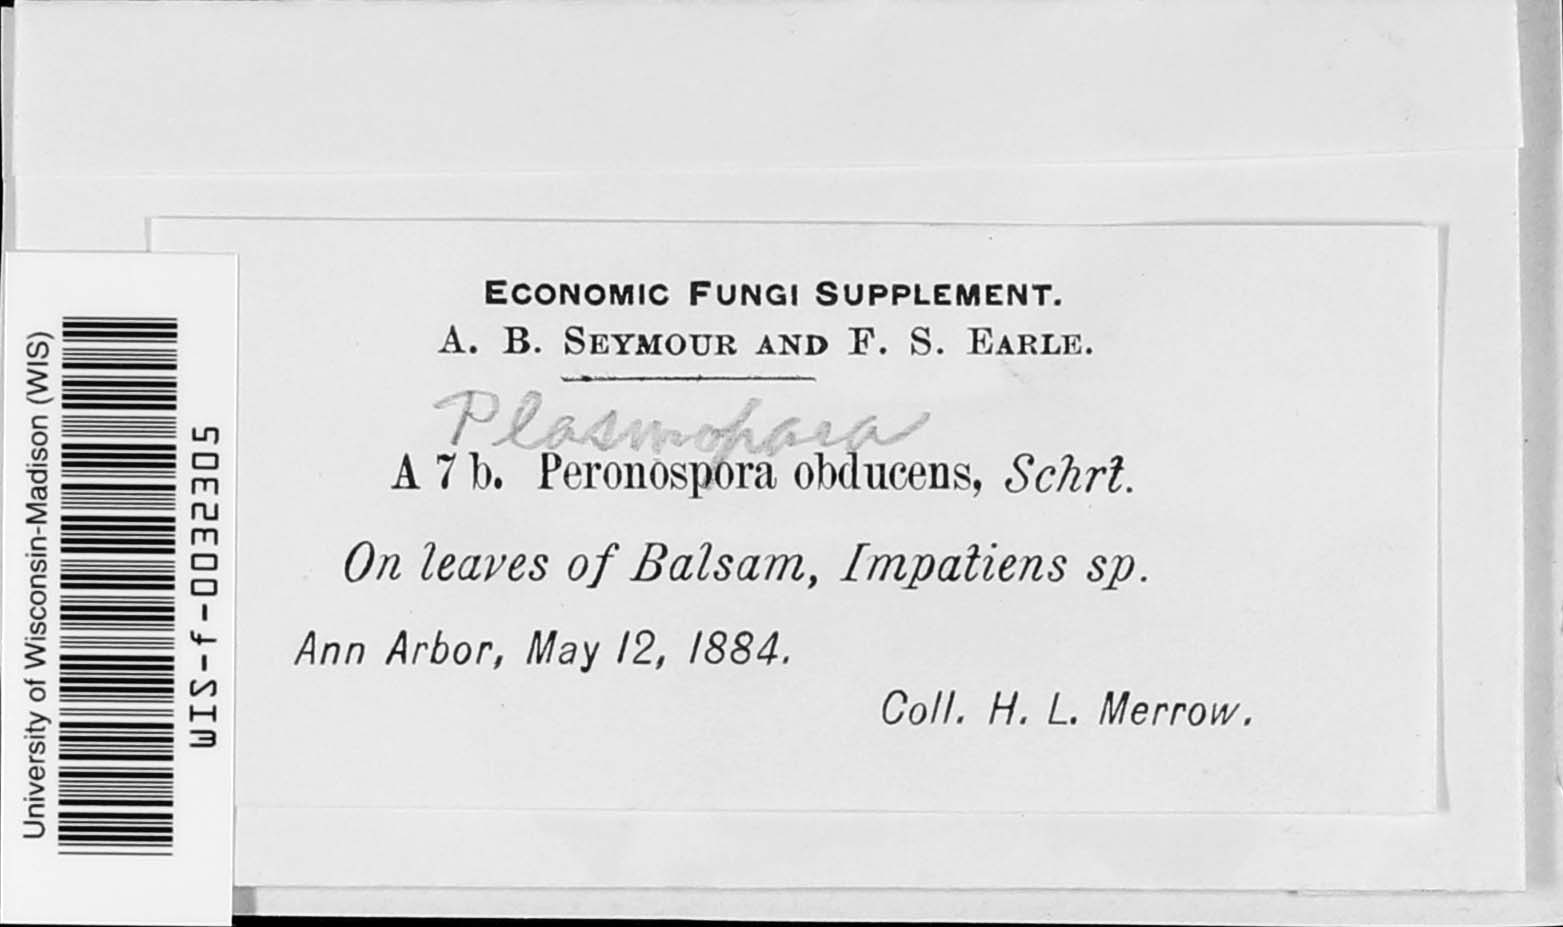 ECONOMIC FUNGI SUPPLEMENT.
A. B. SEYMOUR AND F. S. EARLE.
Plasmopara
A 7 b. Peronospora obducens, Schrt.
On leaves of Balsam, Impatiens sp.
Ann Arbor, May 12, 1884.
Coll. H. L. Merrow.
University of Wisconsin-Madison (WIS)
WIS-f-0032305